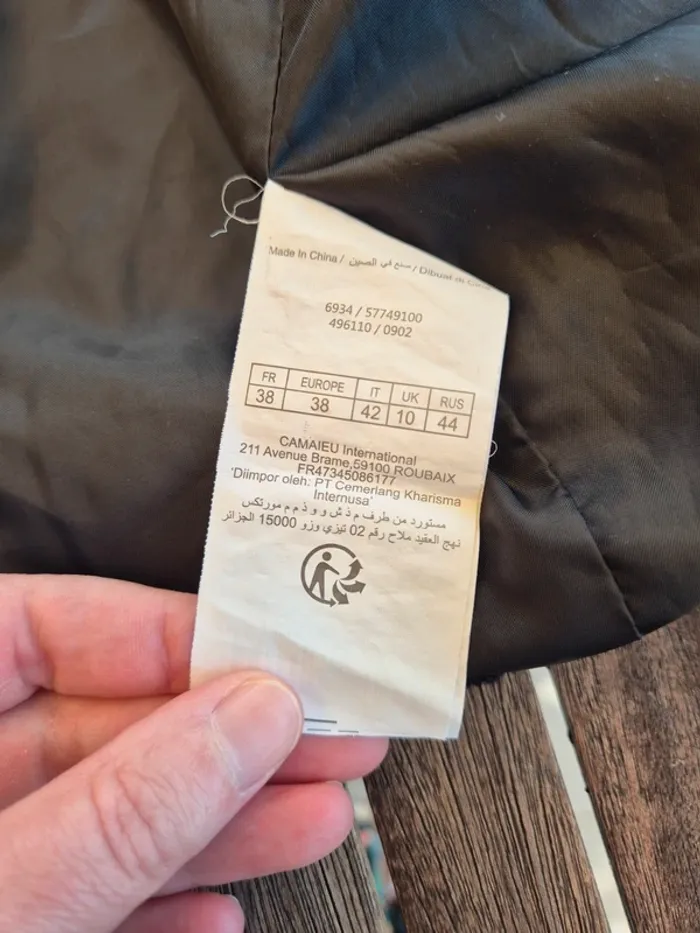 Made In China / صنع في الصين / Dibuat di
6934 / 57749100
496110 / 0902
FR EUROPE IT UK RUS
38 38 42 10 44
CAMAIEU International
211 Avenue Brame,59100 ROUBAIX
FR47345086177
'Diimpor oleh: PT Cemerlang Kharisma
Internusa'
مستورد من طرف م ذ ش و و ذ م م مورتكس
نهج العقيد ملاح رقم 02 تيزي وزو 15000 الجزائر